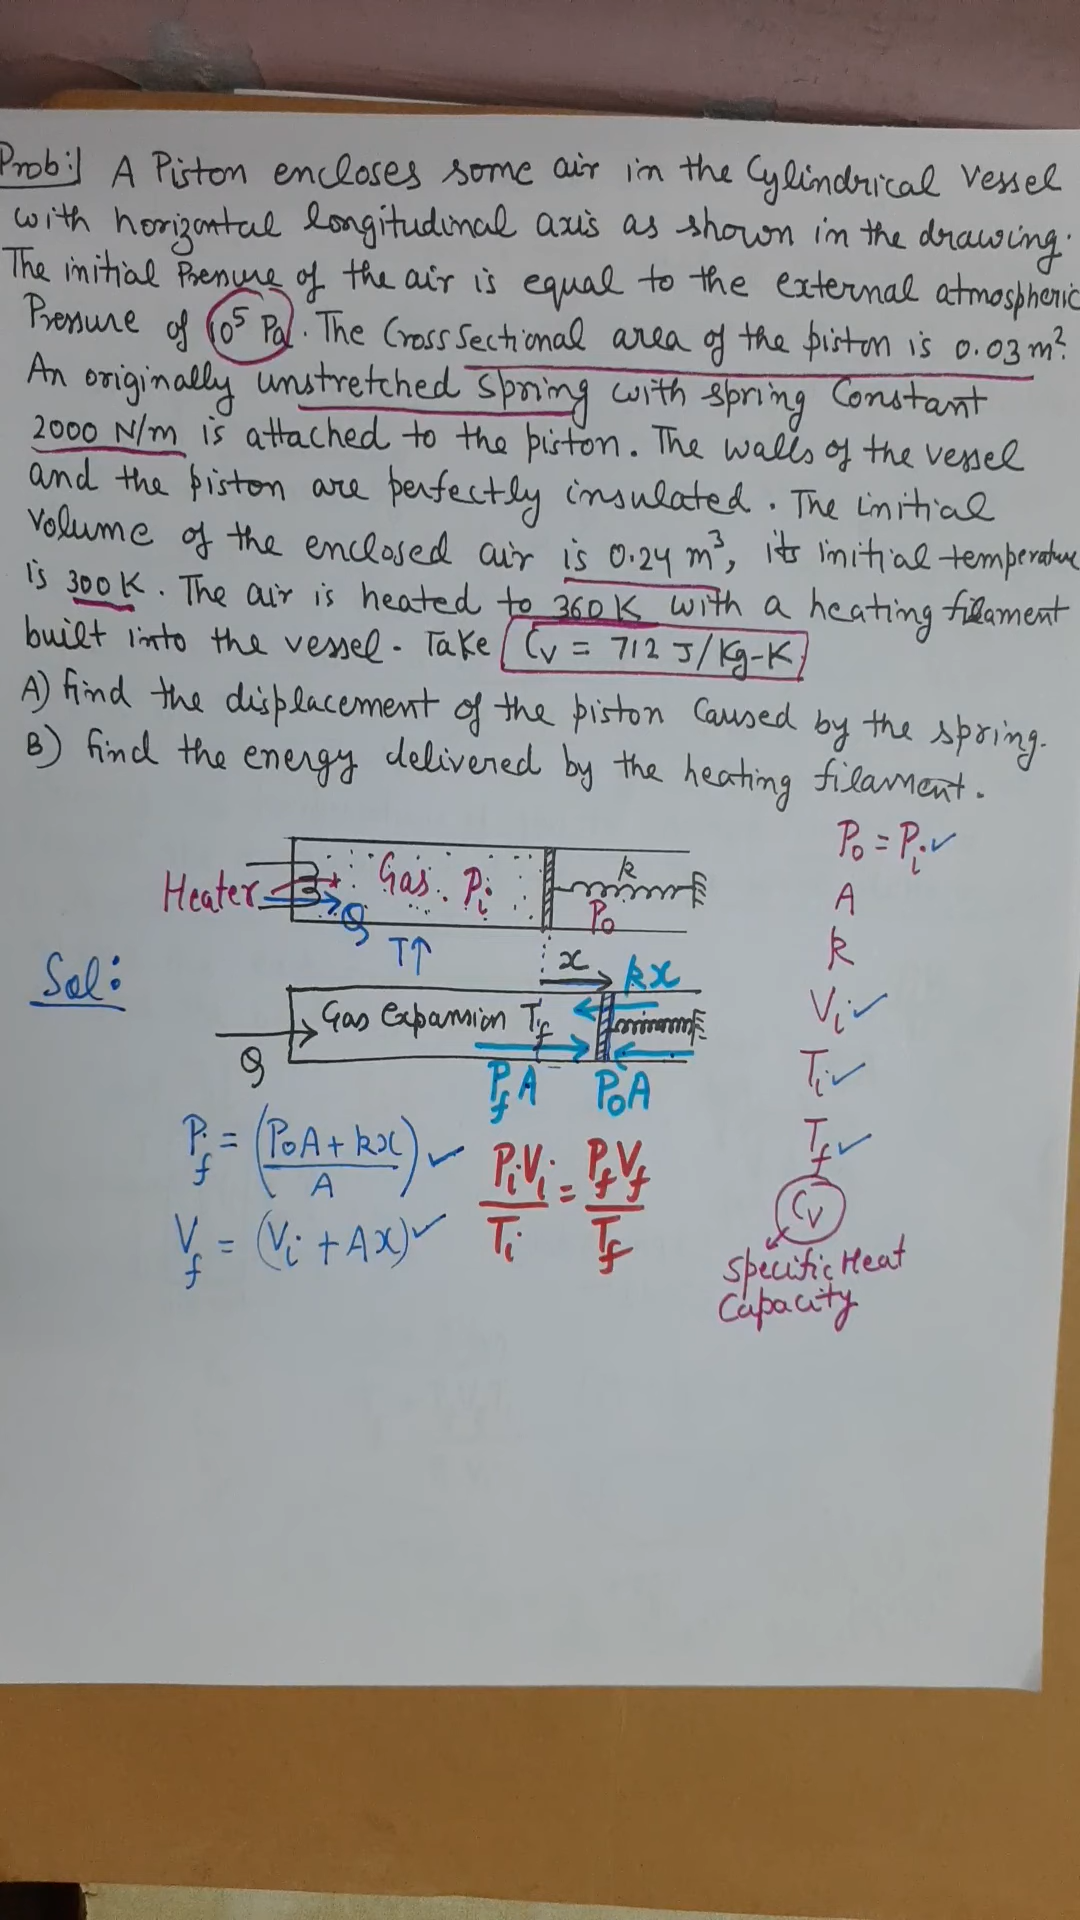 Prob:] A Piston encloses some air in the Cylindrical vessel
with horizontal longitudinal axis as shown in the drawing.
The initial Pressure of the air is equal to the external atmospheric
Pressure of 10⁵ Pa. The Cross Sectional area of the piston is 0.03 m².
An originally unstretched spring with spring Constant
2000 N/m is attached to the piston. The walls of the vessel
and the piston are perfectly insulated. The initial
volume of the enclosed air is 0.24 m³, its initial temperature
is 300 K. The air is heated to 360 K with a heating filament
built into the vessel. Take Cv = 712 J/Kg-K
A) find the displacement of the piston Caused by the spring.
B) find the energy delivered by the heating filament.
P₀ = Pᵢ ✓
Heater Gas Pᵢ k
Q P₀
A
T↑
k
Sol:
x kx
Vᵢ ✓
Gas Expansion T_f
Q
P_f A P₀A
Tᵢ ✓
T_f ✓
P_f = (P₀A + kx / A) ✓ PᵢVᵢ / Tᵢ = P_f V_f / T_f
Cv
V_f = (Vᵢ + Ax) ✓
Specific Heat
Capacity